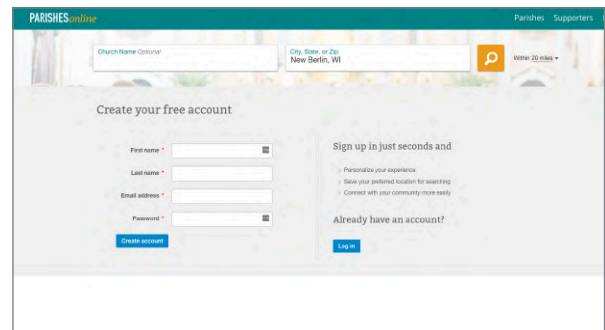 PARISHESonline
Parishes Supporters
Church Name Optional
City, State, or Zip
New Berlin, WI
Within 20 miles
Create your free account
First name *
Last name *
Email address *
Password *
Create account
Sign up in just seconds and
› Personalize your experience
› Save your preferred location for searching
› Connect with your community more easily
Already have an account?
Log in